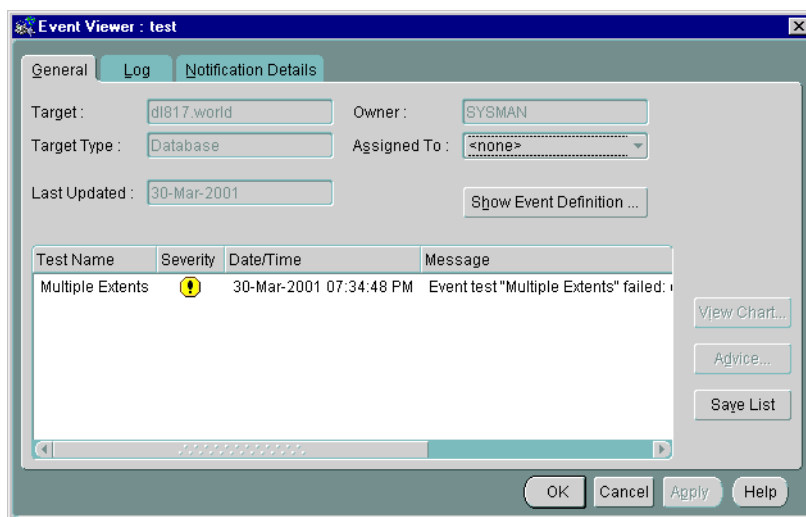 Event Viewer : test
General Log Notification Details
Target : dl817.world Owner : SYSMAN
Target Type : Database Assigned To : <none>
Last Updated : 30-Mar-2001 Show Event Definition ...
Test Name Severity Date/Time Message
Multiple Extents 30-Mar-2001 07:34:48 PM Event test "Multiple Extents" failed:
View Chart...
Advice...
Save List
OK Cancel Apply Help